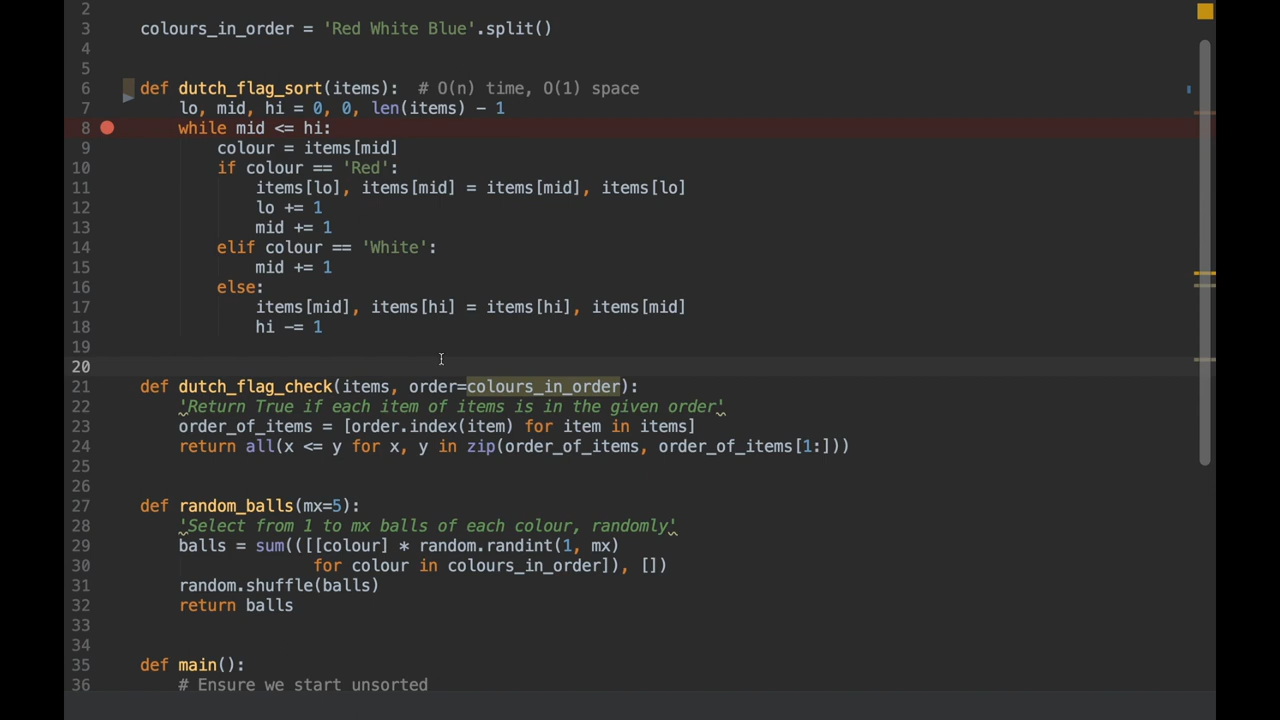 2
3 colours_in_order = 'Red White Blue'.split()
4
5
6 def dutch_flag_sort(items):  # O(n) time, O(1) space
7     lo, mid, hi = 0, 0, len(items) - 1
8     while mid <= hi:
9         colour = items[mid]
10         if colour == 'Red':
11             items[lo], items[mid] = items[mid], items[lo]
12             lo += 1
13             mid += 1
14         elif colour == 'White':
15             mid += 1
16         else:
17             items[mid], items[hi] = items[hi], items[mid]
18             hi -= 1
19
20
21 def dutch_flag_check(items, order=colours_in_order):
22     'Return True if each item of items is in the given order'
23     order_of_items = [order.index(item) for item in items]
24     return all(x <= y for x, y in zip(order_of_items, order_of_items[1:]))
25
26
27 def random_balls(mx=5):
28     'Select from 1 to mx balls of each colour, randomly'
29     balls = sum(([[colour] * random.randint(1, mx)
30                   for colour in colours_in_order]), [])
31     random.shuffle(balls)
32     return balls
33
34
35 def main():
36     # Ensure we start unsorted